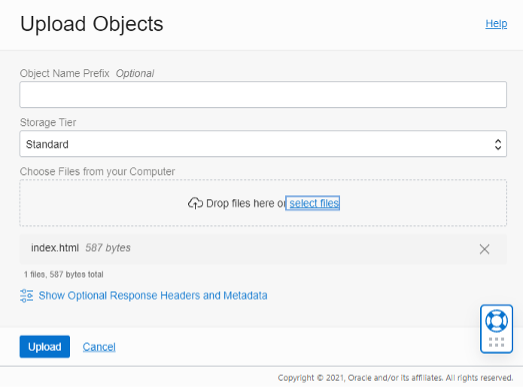 Upload Objects
Help
Object Name Prefix Optional
Storage Tier
Standard
Choose Files from your Computer
Drop files here or select files
index.html 587 bytes
1 files, 587 bytes total
Show Optional Response Headers and Metadata
Upload Cancel
Copyright © 2021, Oracle and/or its affiliates. All rights reserved.